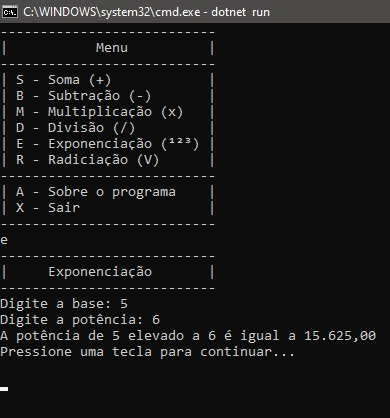 C:\WINDOWS\system32\cmd.exe - dotnet run
---------------------------
|           Menu          |
---------------------------
| S - Soma (+)            |
| B - Subtração (-)       |
| M - Multiplicação (x)   |
| D - Divisão (/)         |
| E - Exponenciação (¹²³) |
| R - Radiciação (V)      |
---------------------------
| A - Sobre o programa    |
| X - Sair                |
---------------------------
e
---------------------------
|     Exponenciação       |
---------------------------
Digite a base: 5
Digite a potência: 6
A potência de 5 elevado a 6 é igual a 15.625,00
Pressione uma tecla para continuar...